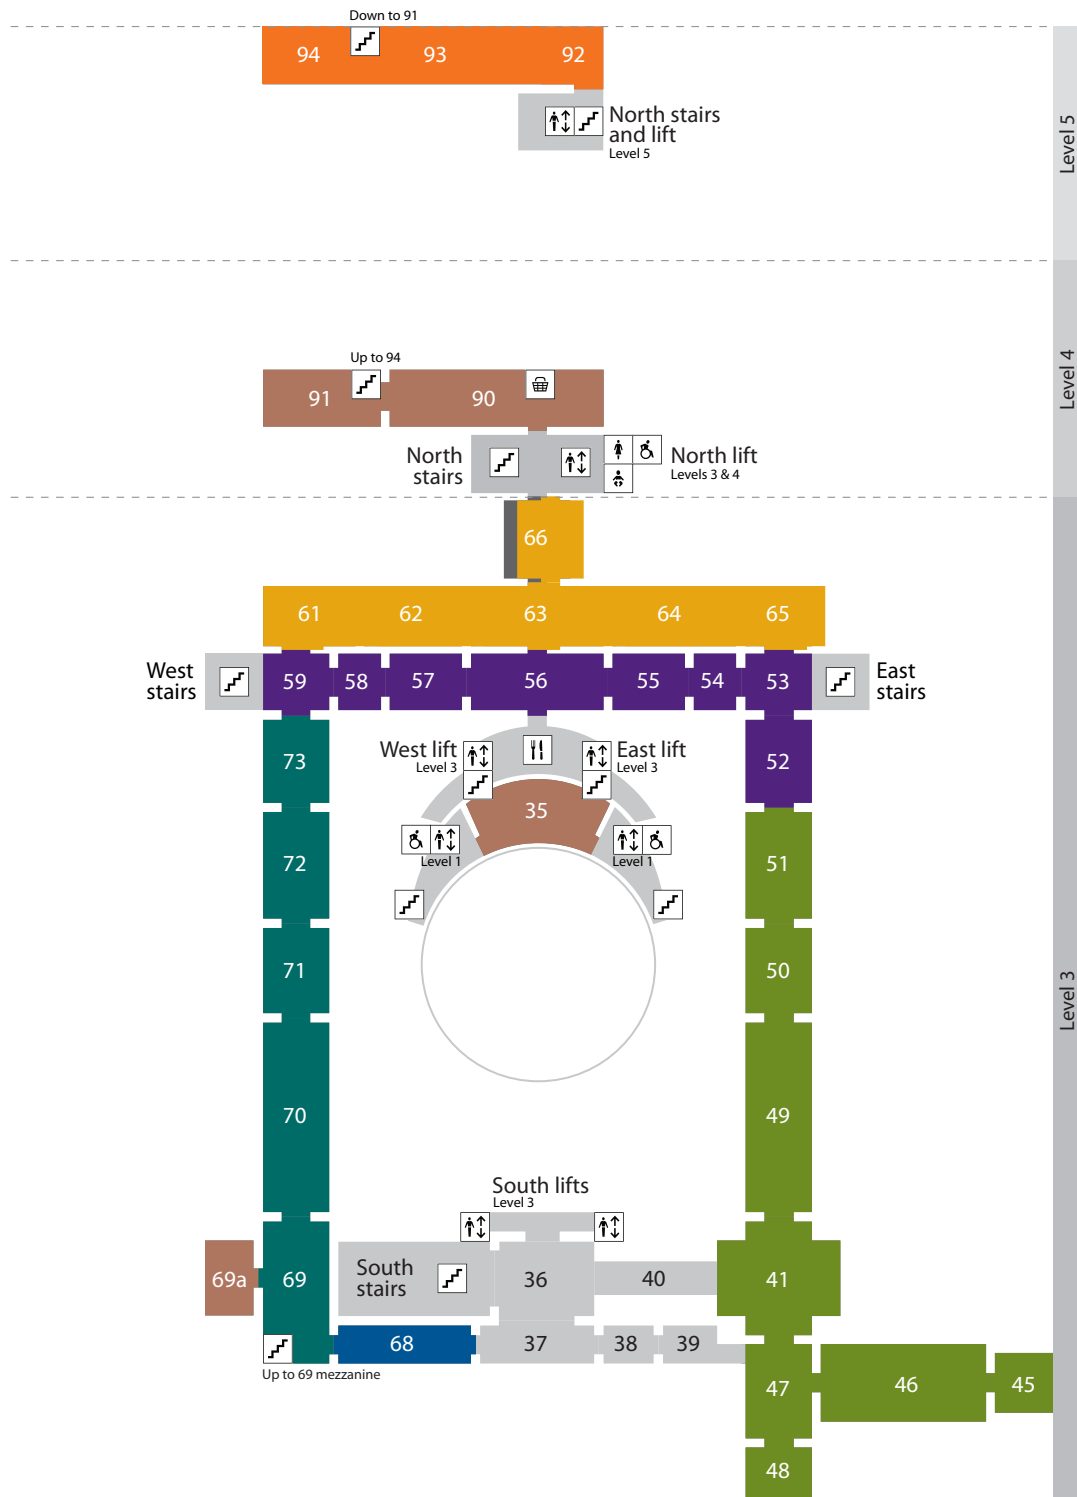 Down to 91
94
93
92
North stairs
and lift
Level 5
Level 5
Level 4
Up to 94
91
90
North
stairs
North lift
Levels 3 & 4
66
61
62
63
64
65
West
stairs
59
58
57
56
55
54
53
East
stairs
73
West lift
Level 3
East lift
Level 3
52
35
Level 1
Level 1
72
51
71
50
Level 3
70
49
South lifts
Level 3
69a
69
South
stairs
36
40
41
68
37
38
39
Up to 69 mezzanine
47
46
45
48